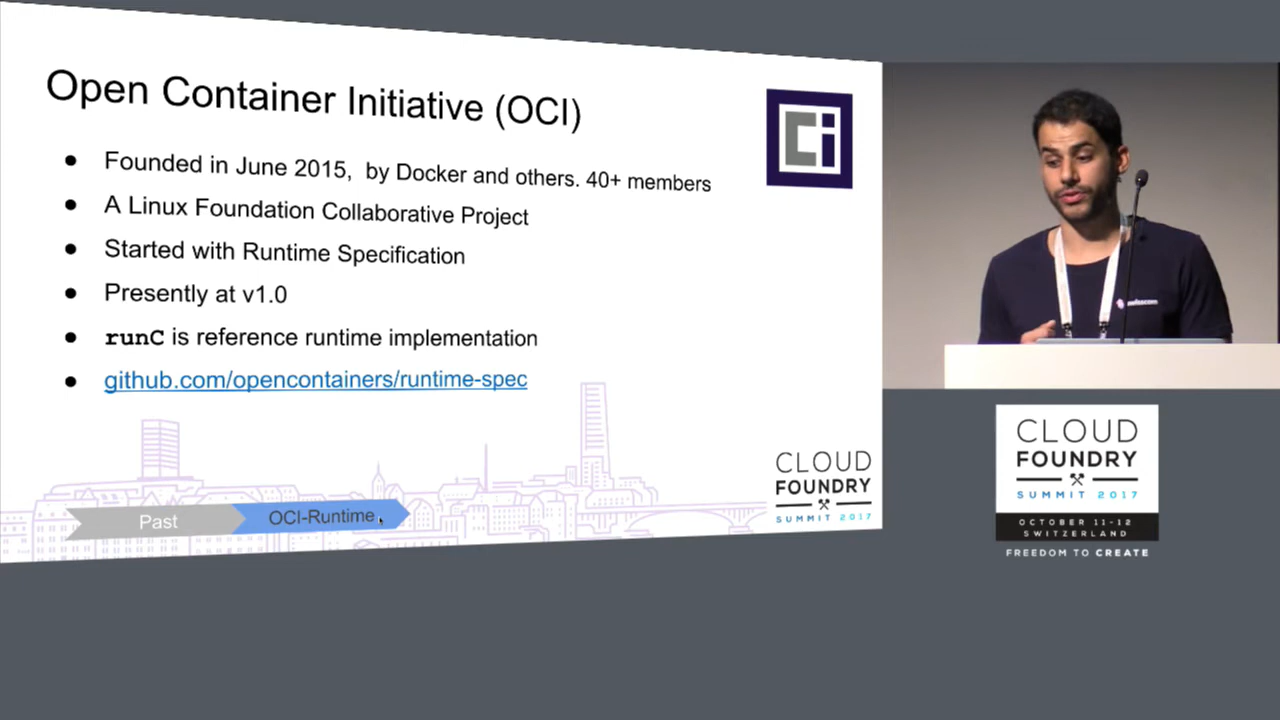 Open Container Initiative (OCI)
Founded in June 2015, by Docker and others. 40+ members
A Linux Foundation Collaborative Project
Started with Runtime Specification
Presently at v1.0
runC is reference runtime implementation
github.com/opencontainers/runtime-spec
Past
OCI-Runtime
CLOUD
FOUNDRY
SUMMIT 2017
Ci
swisscom
CLOUD
FOUNDRY
SUMMIT 2017
OCTOBER 11-12
SWITZERLAND
FREEDOM TO CREATE